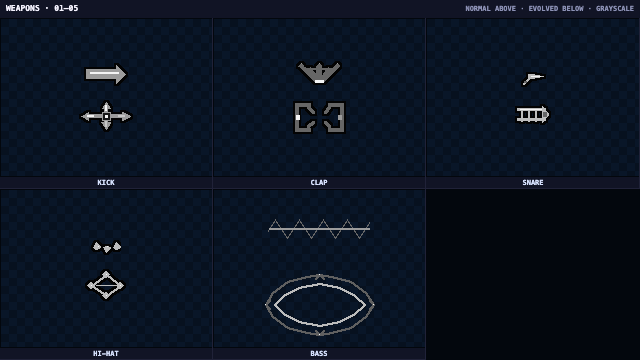 WEAPONS · 01–05
NORMAL ABOVE · EVOLVED BELOW · GRAYSCALE
KICK
CLAP
SNARE
HI-HAT
BASS